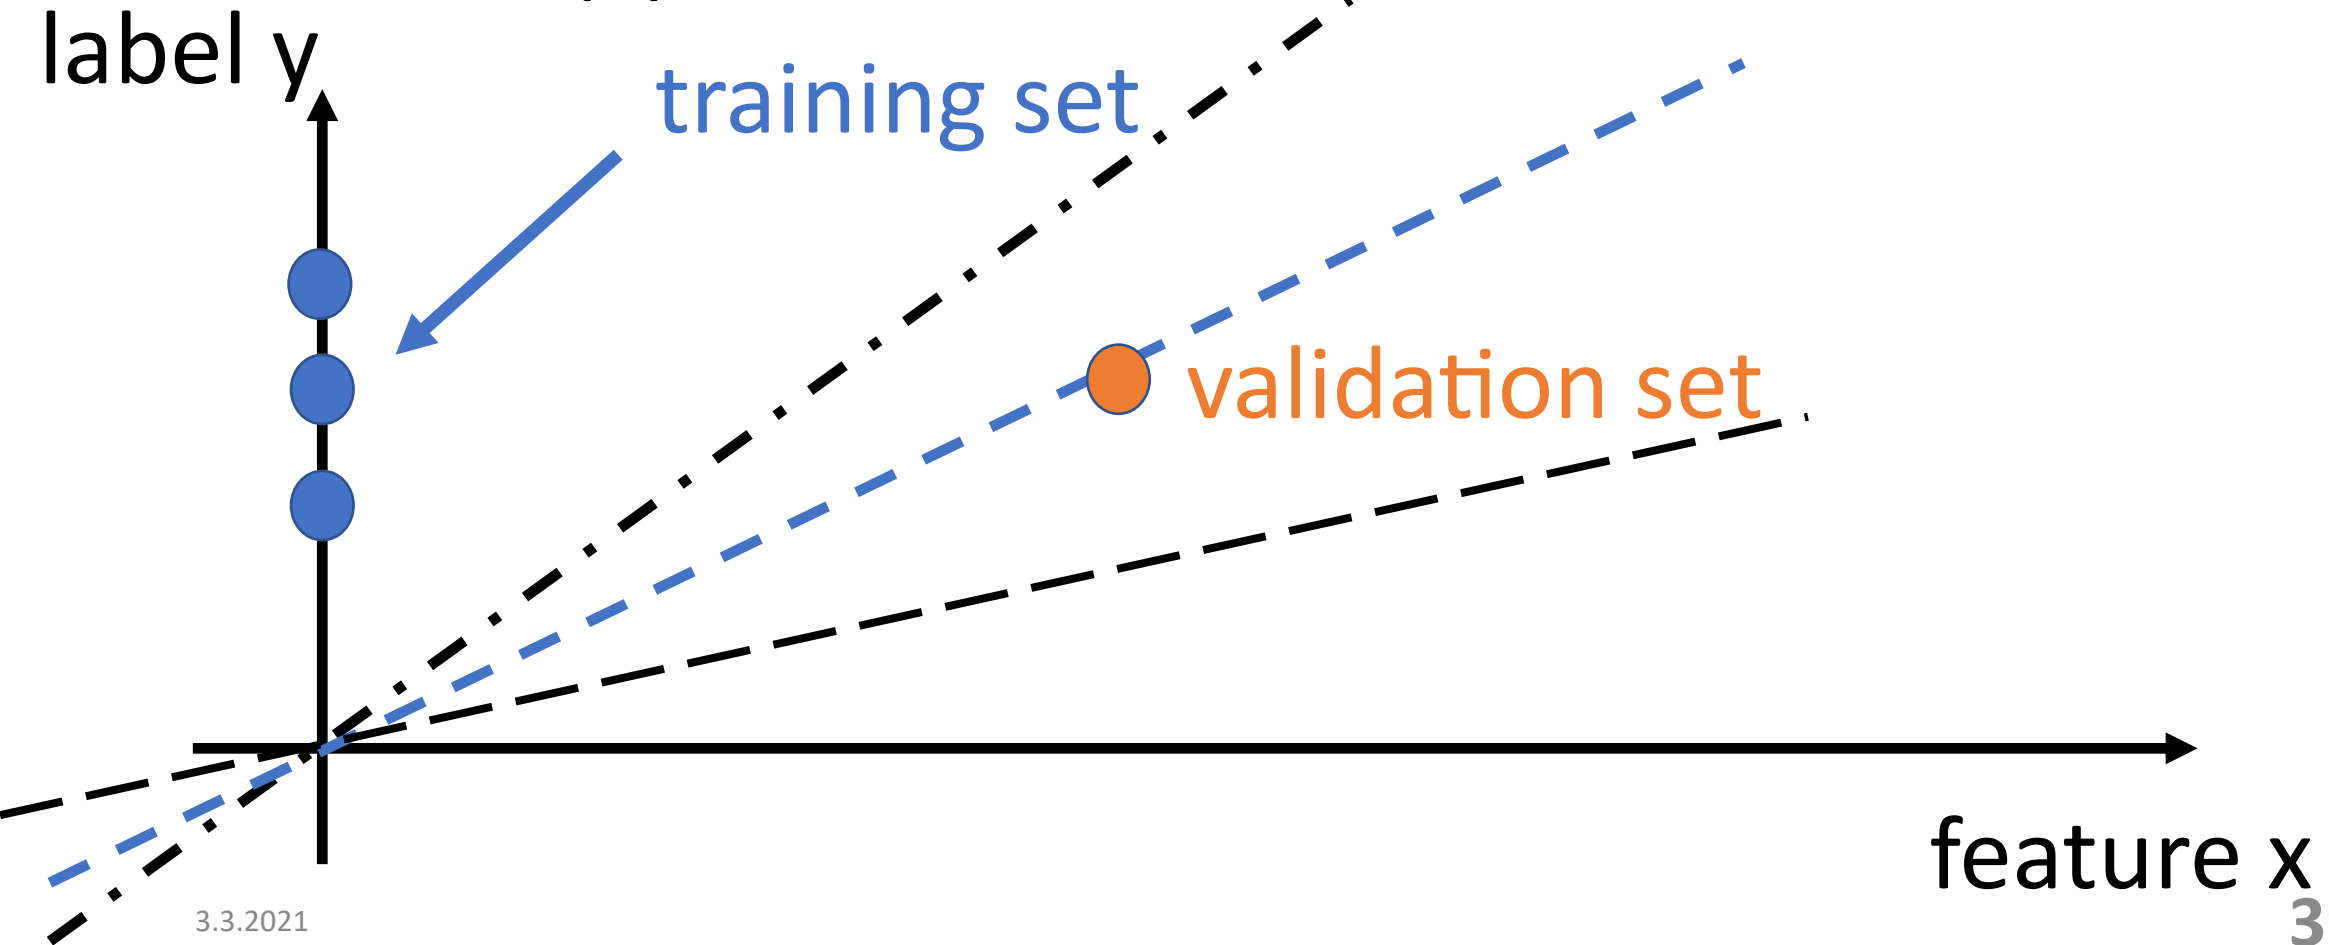 label y
training set
validation set
feature x
3.3.2021
3